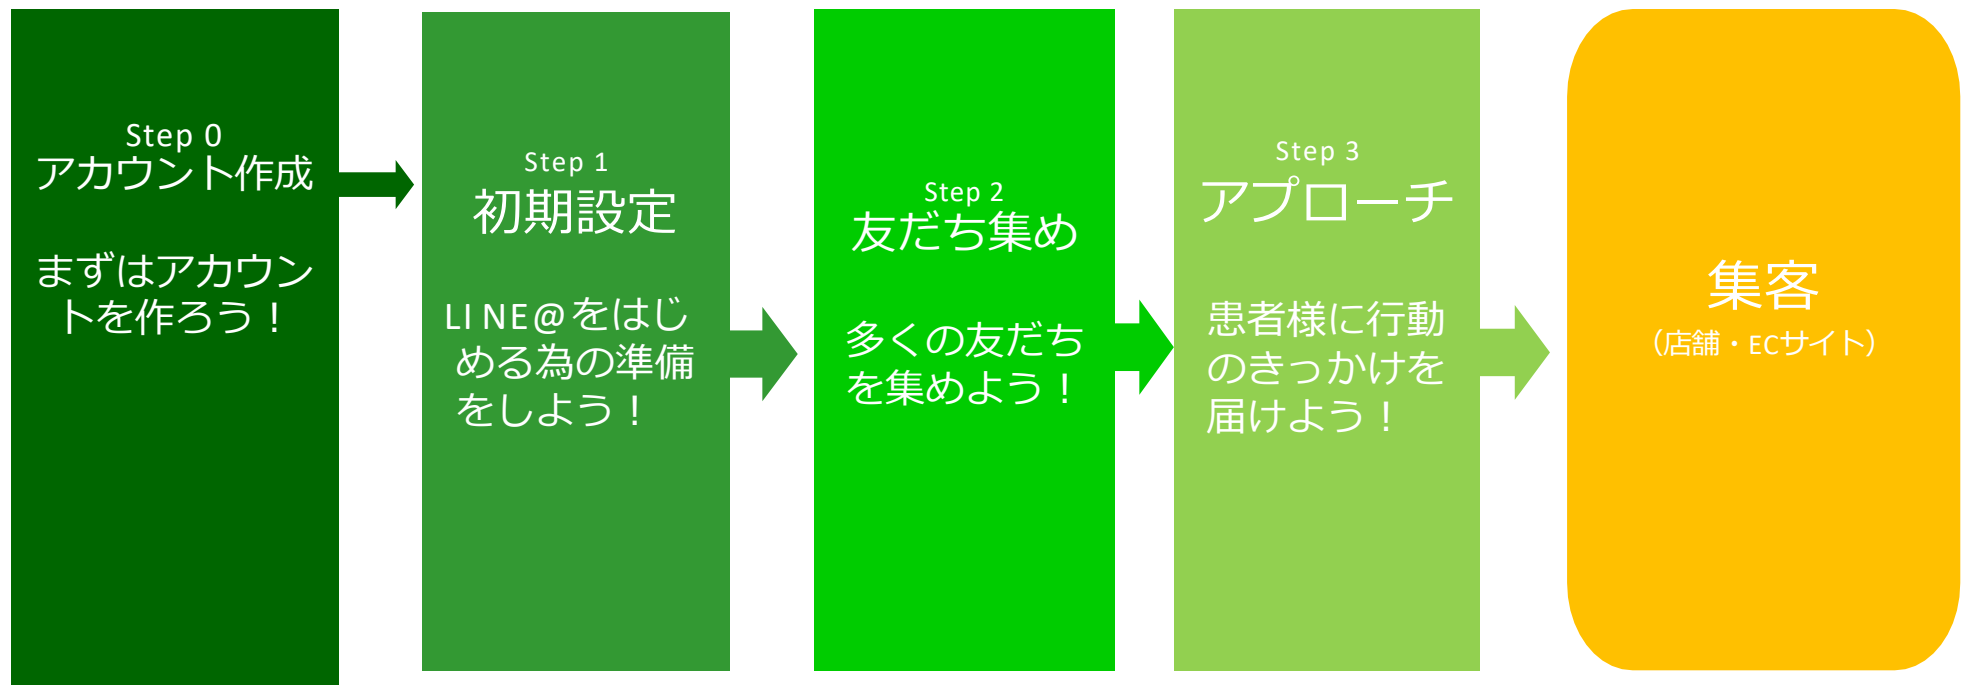 Step 0
アカウント作成
まずはアカウン
トを作ろう！
Step 1
初期設定
LINE@をはじ
める為の準備
をしよう！
Step 2
友だち集め
多くの友だち
を集めよう！
Step 3
アプローチ
患者様に行動
のきっかけを
届けよう！
集客
（店舗・ECサイト）